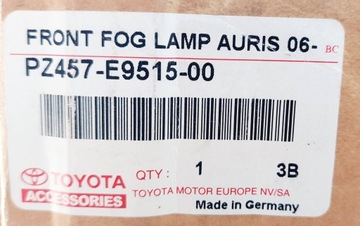 FRONT FOG LAMP AURIS 06- BC
PZ457-E9515-00
QTY: 1 3B
TOYOTA
ACCESSORIES
TOYOTA MOTOR EUROPE NV/SA
Made in Germany